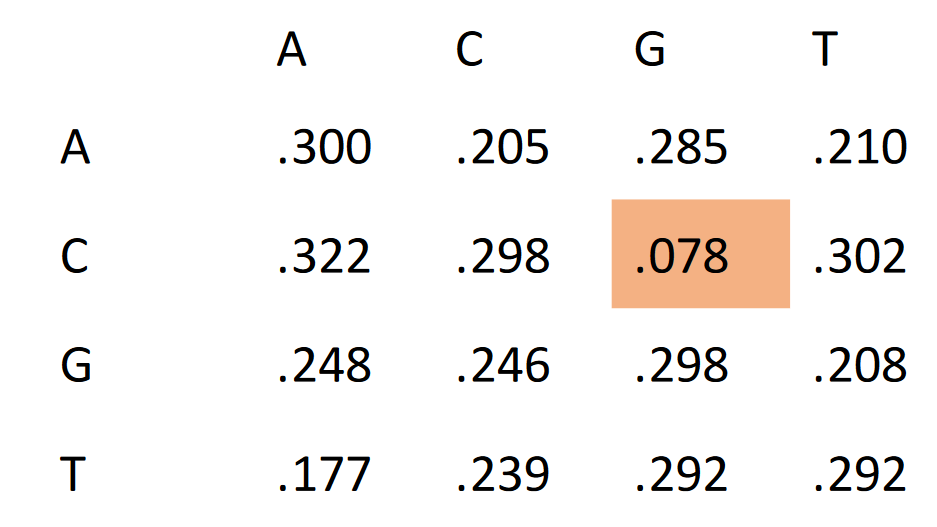 A C G T
A .300 .205 .285 .210
C .322 .298 .078 .302
G .248 .246 .298 .208
T .177 .239 .292 .292